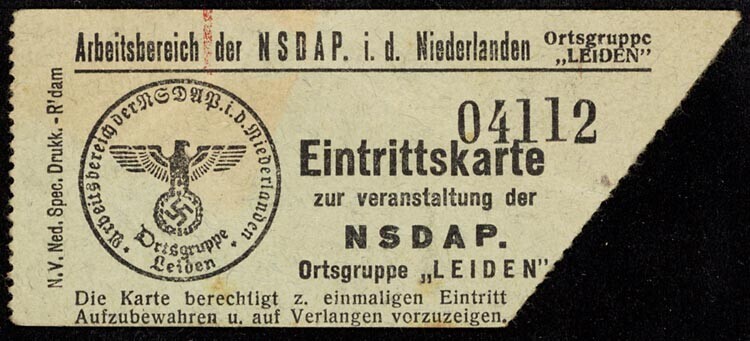 Arbeitsbereich der NSDAP. i. d. Niederlanden
Ortsgruppe
„LEIDEN"
N.V. Ned. Spec. Drukk. - R'dam
Arbeitsbereich der NSDAP. i. d. Niederlanden
Ortsgruppe
Leiden
04112
Eintrittskarte
zur veranstaltung der
NSDAP.
Ortsgruppe „LEIDEN"
Die Karte berechtigt z. einmaligen Eintritt
Aufzubewahren u. auf Verlangen vorzuzeigen.